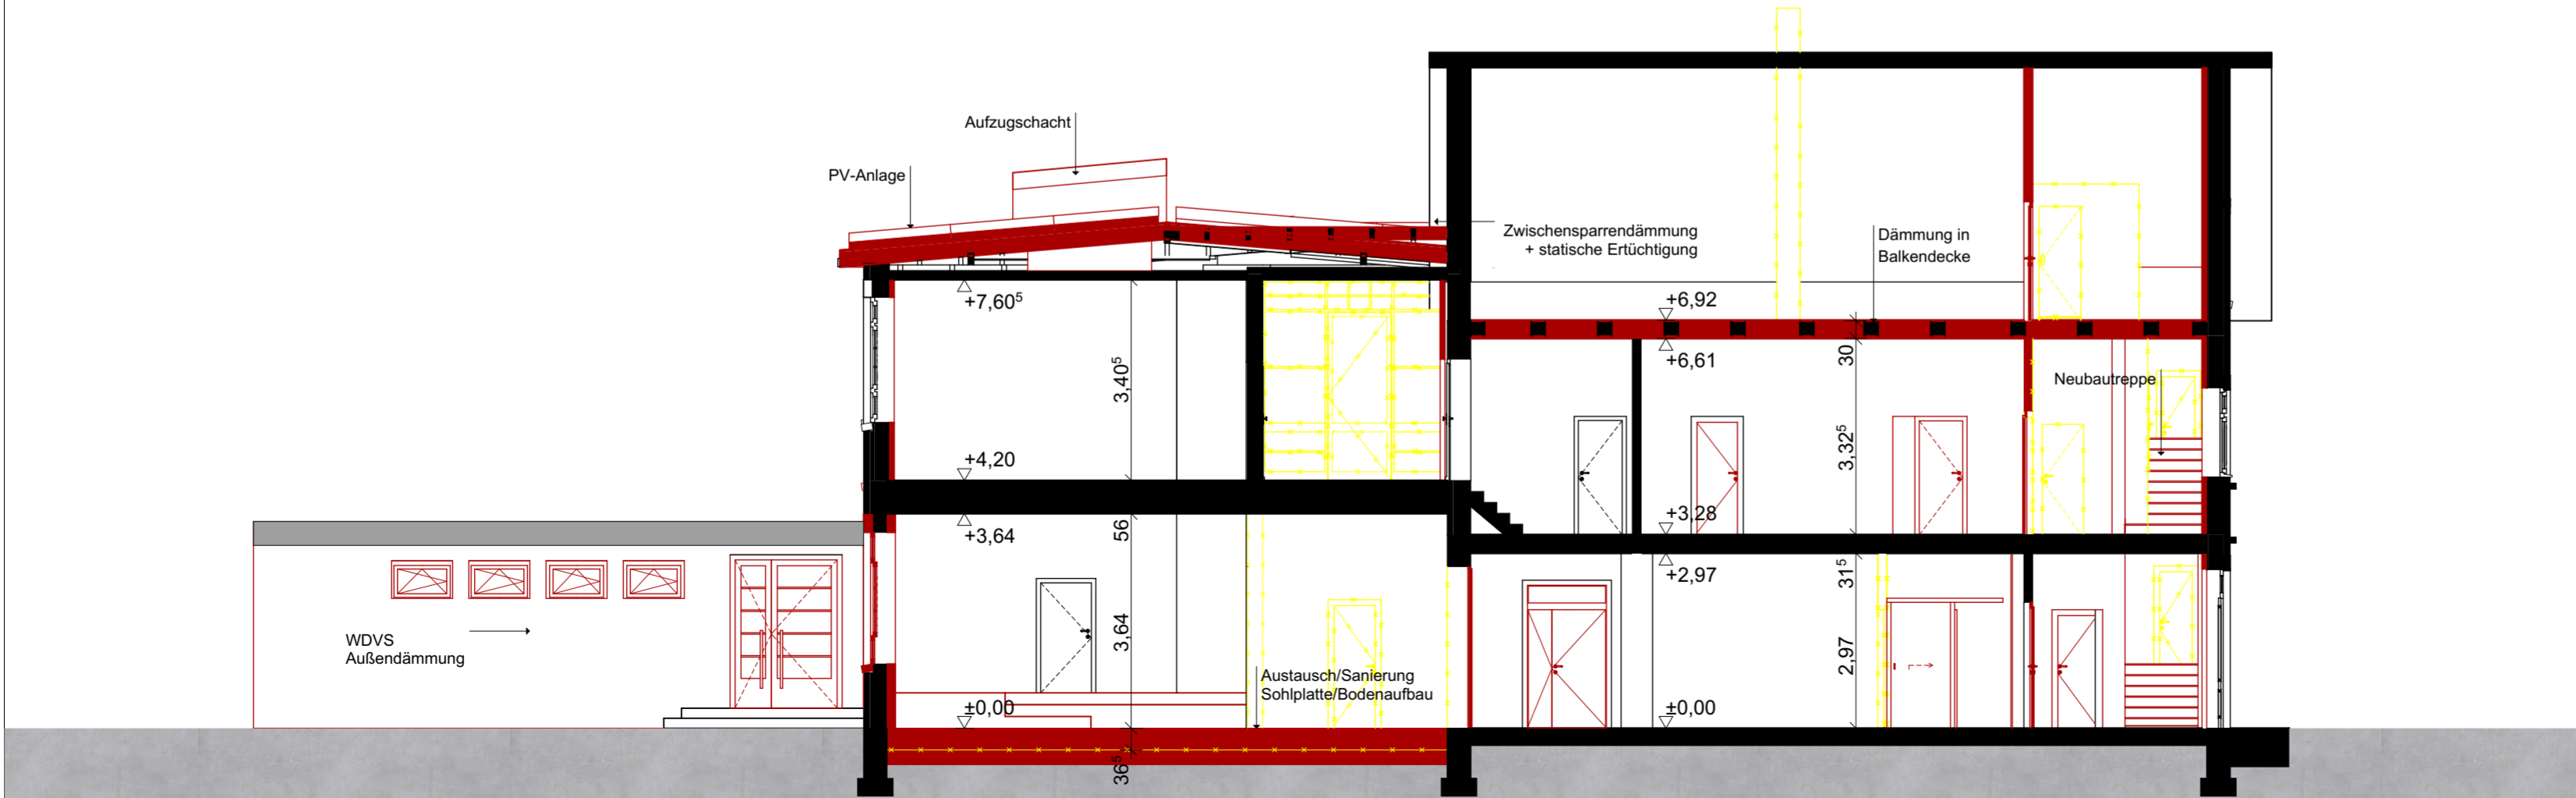 Aufzugschacht
PV-Anlage
Zwischensparrendämmung
+ statische Ertüchtigung
Dämmung in
Balkendecke
+7,60⁵
+6,92
+6,61
30
3,40⁵
Neubautreppe
3,32⁵
+4,20
+3,28
+3,64
56
+2,97
31⁵
WDVS
Außendämmung
3,64
2,97
Austausch/Sanierung
Sohlplatte/Bodenaufbau
±0,00
±0,00
36⁵